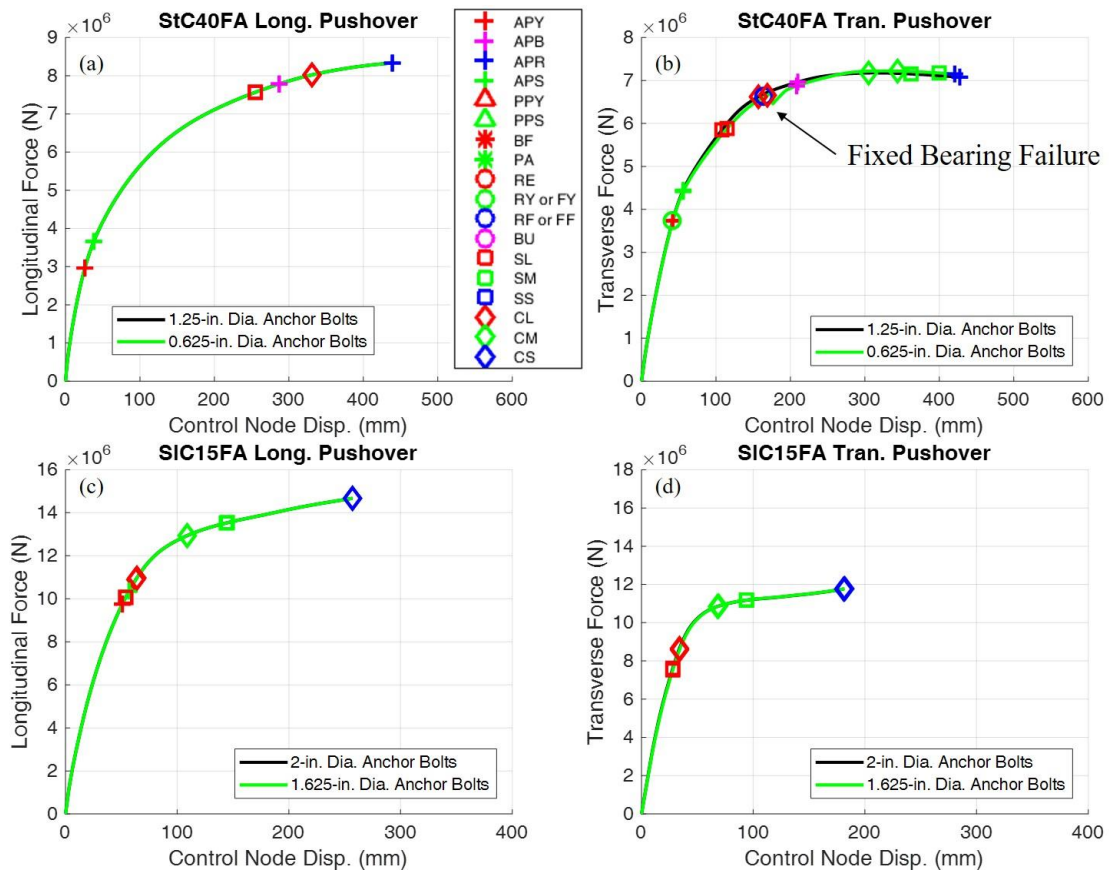 StC40FA Long. Pushover
×10⁶
(a)
9
8
7
6
5
4
3
2
1
0
Longitudinal Force (N)
1.25-in. Dia. Anchor Bolts
0.625-in. Dia. Anchor Bolts
0 100 200 300 400 500 600
Control Node Disp. (mm)
APY
APB
APR
APS
PPY
PPS
BF
PA
RE
RY or FY
RF or FF
BU
SL
SM
SS
CL
CM
CS
StC40FA Tran. Pushover
×10⁶
(b)
8
7
6
5
4
3
2
1
0
Transverse Force (N)
Fixed Bearing Failure
1.25-in. Dia. Anchor Bolts
0.625-in. Dia. Anchor Bolts
0 100 200 300 400 500 600
Control Node Disp. (mm)
SIC15FA Long. Pushover
×10⁶
(c)
16
14
12
10
8
6
4
2
0
Longitudinal Force (N)
2-in. Dia. Anchor Bolts
1.625-in. Dia. Anchor Bolts
0 100 200 300 400
Control Node Disp. (mm)
SIC15FA Tran. Pushover
×10⁶
(d)
18
16
14
12
10
8
6
4
2
0
Transverse Force (N)
2-in. Dia. Anchor Bolts
1.625-in. Dia. Anchor Bolts
0 100 200 300 400
Control Node Disp. (mm)